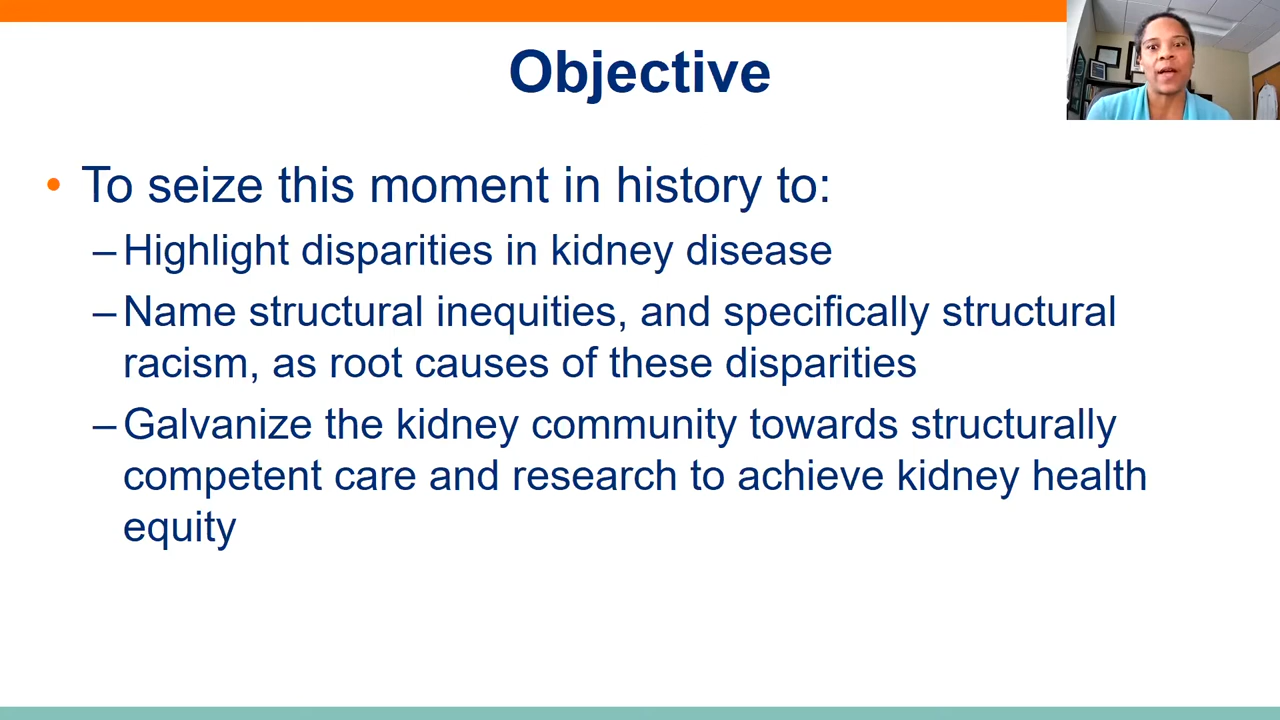 Objective
• To seize this moment in history to:
–Highlight disparities in kidney disease
–Name structural inequities, and specifically structural
racism, as root causes of these disparities
–Galvanize the kidney community towards structurally
competent care and research to achieve kidney health
equity